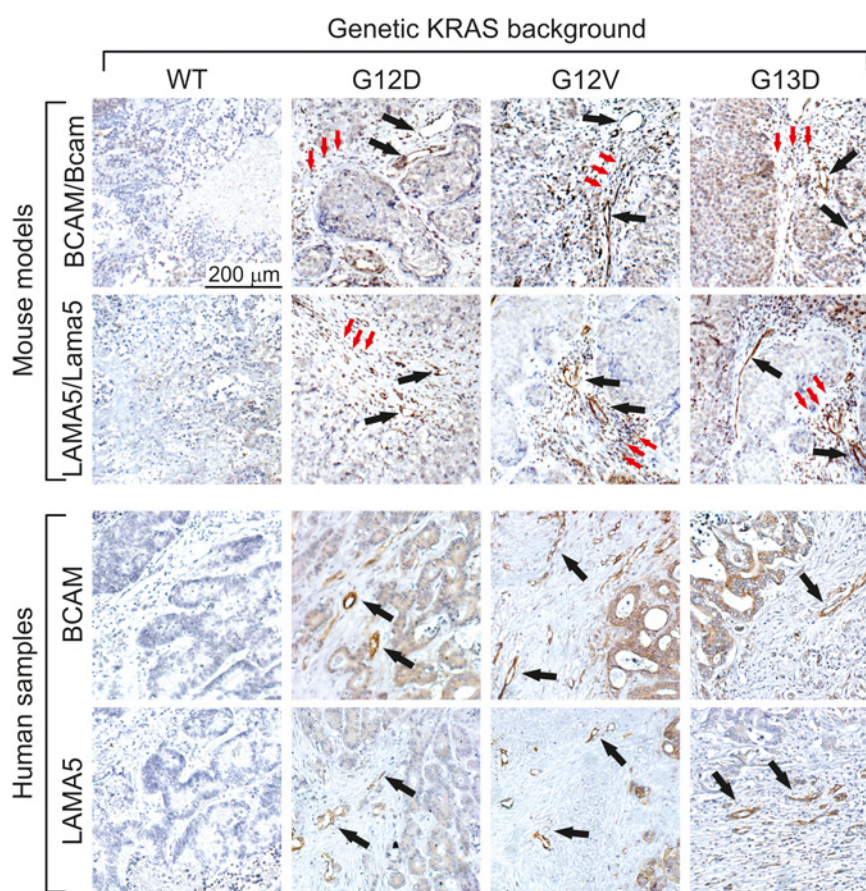 Genetic KRAS background
WT G12D G12V G13D
Mouse models
BCAM/Bcam
200 μm
LAMA5/Lama5
Human samples
BCAM
LAMA5